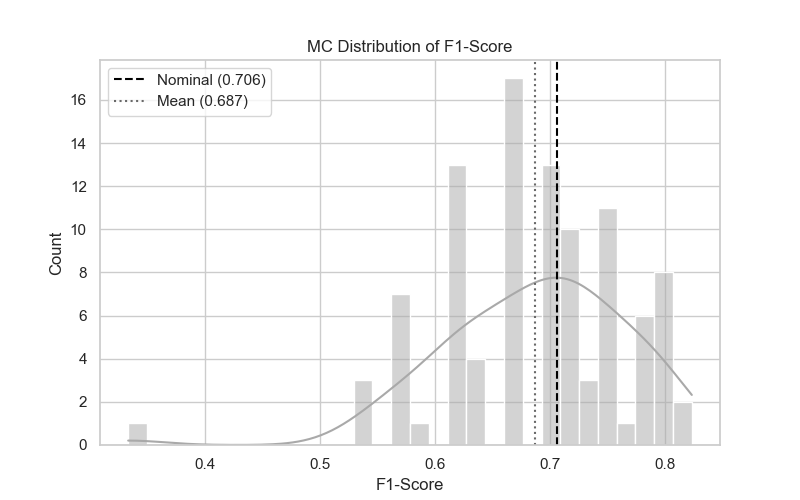 MC Distribution of F1-Score
Nominal (0.706)
Mean (0.687)
Count
16
14
12
10
8
6
4
2
0
0.4 0.5 0.6 0.7 0.8
F1-Score